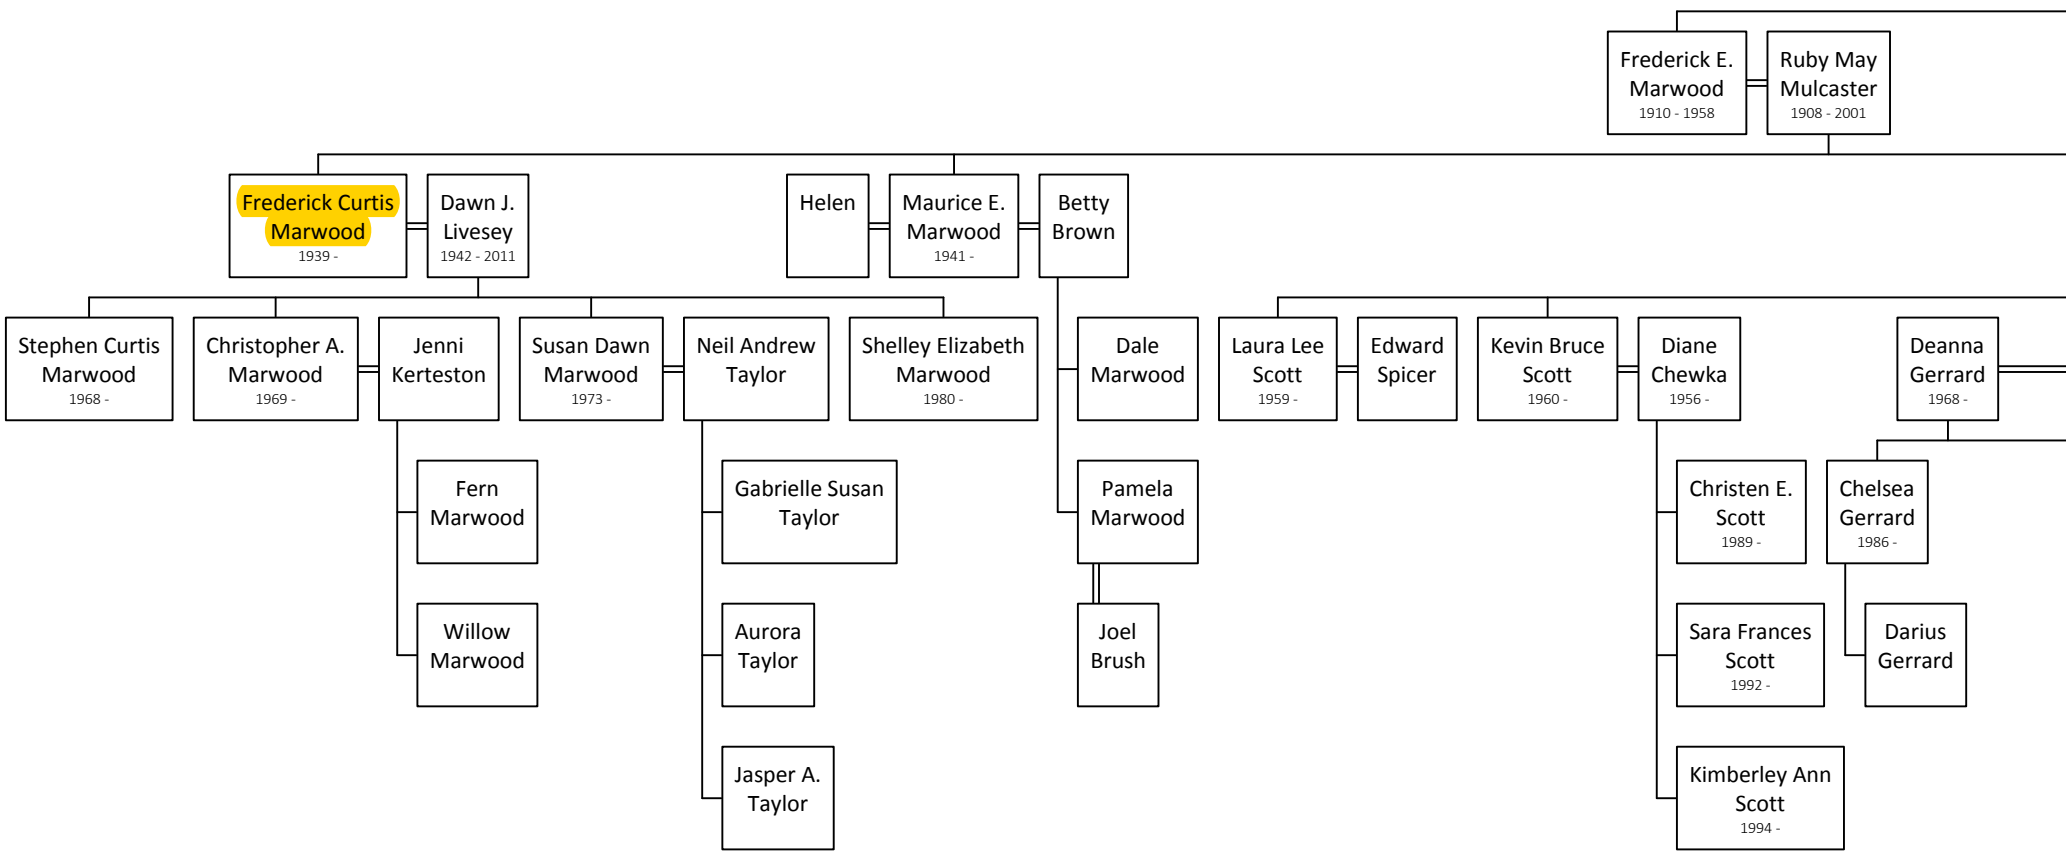 Frederick E.
Marwood
1910 - 1958
Ruby May
Mulcaster
1908 - 2001
Frederick Curtis
Marwood
1939 -
Dawn J.
Livesey
1942 - 2011
Helen
Maurice E.
Marwood
1941 -
Betty
Brown
Stephen Curtis
Marwood
1968 -
Christopher A.
Marwood
1969 -
Jenni
Kerteston
Susan Dawn
Marwood
1973 -
Neil Andrew
Taylor
Shelley Elizabeth
Marwood
1980 -
Dale
Marwood
Laura Lee
Scott
1959 -
Edward
Spicer
Kevin Bruce
Scott
1960 -
Diane
Chewka
1956 -
Deanna
Gerrard
1968 -
Fern
Marwood
Gabrielle Susan
Taylor
Pamela
Marwood
Christen E.
Scott
1989 -
Chelsea
Gerrard
1986 -
Willow
Marwood
Aurora
Taylor
Joel
Brush
Sara Frances
Scott
1992 -
Darius
Gerrard
Jasper A.
Taylor
Kimberley Ann
Scott
1994 -